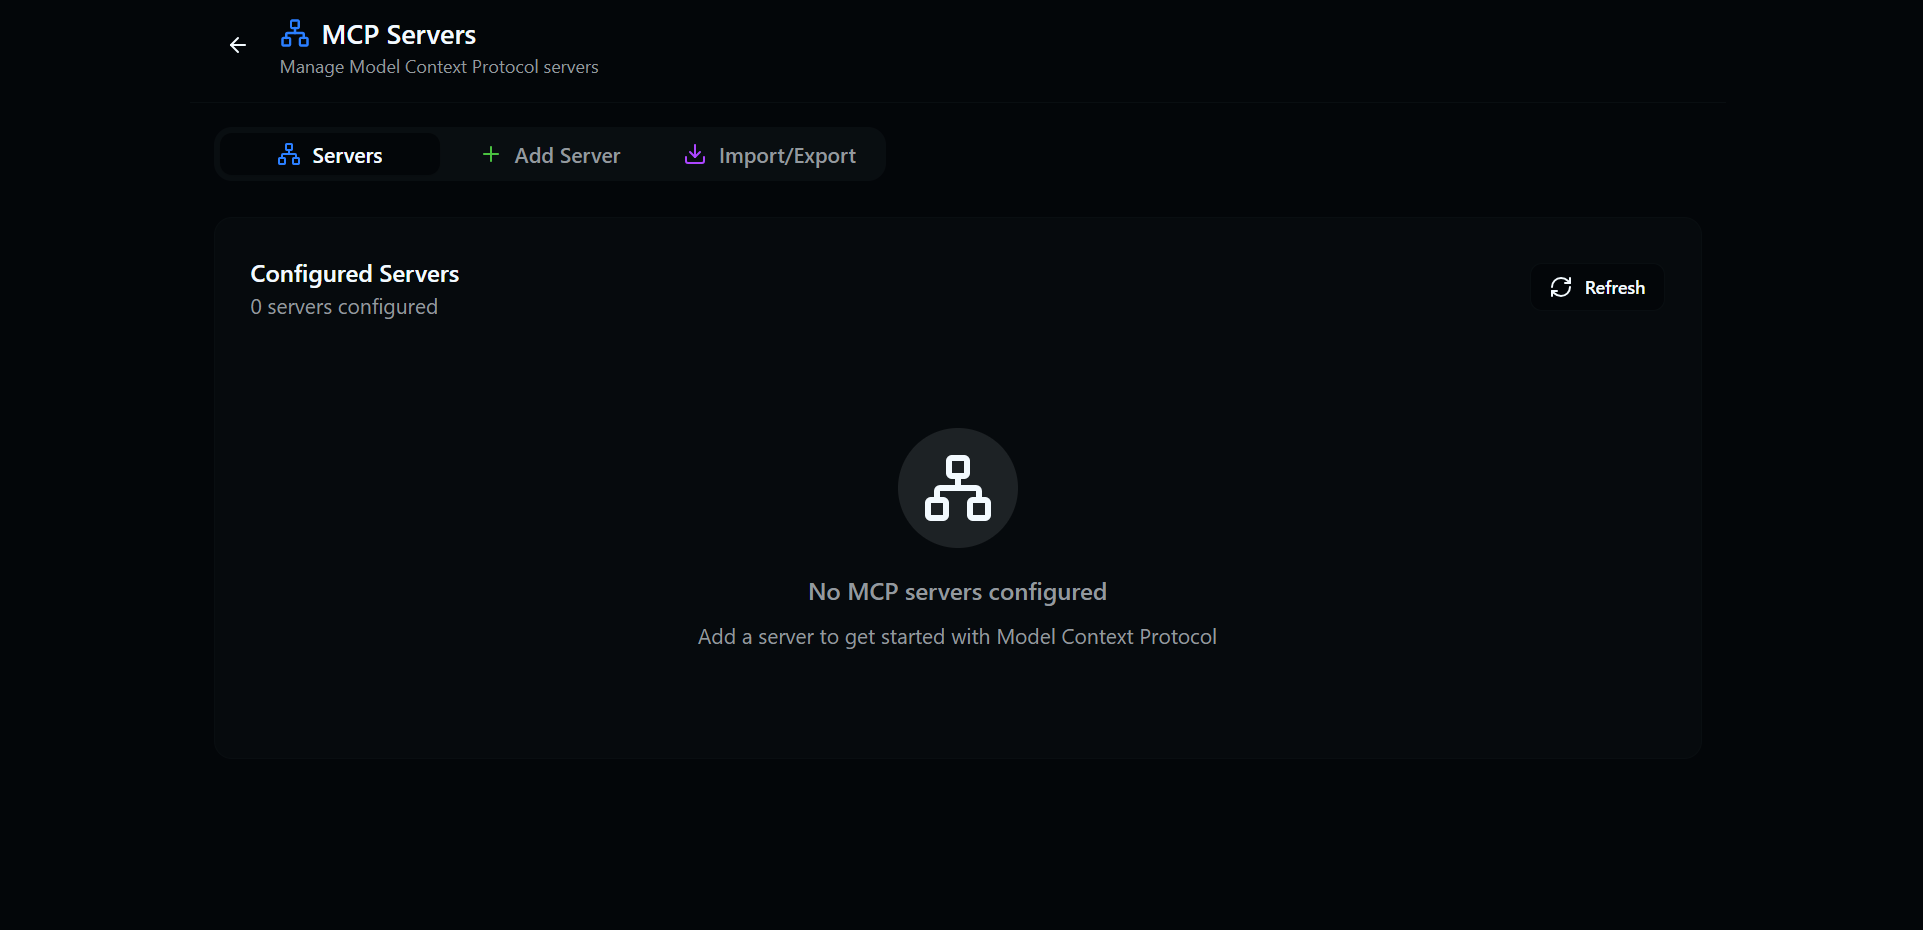 MCP Servers
Manage Model Context Protocol servers
Servers
Add Server
Import/Export
Configured Servers
0 servers configured
Refresh
No MCP servers configured
Add a server to get started with Model Context Protocol